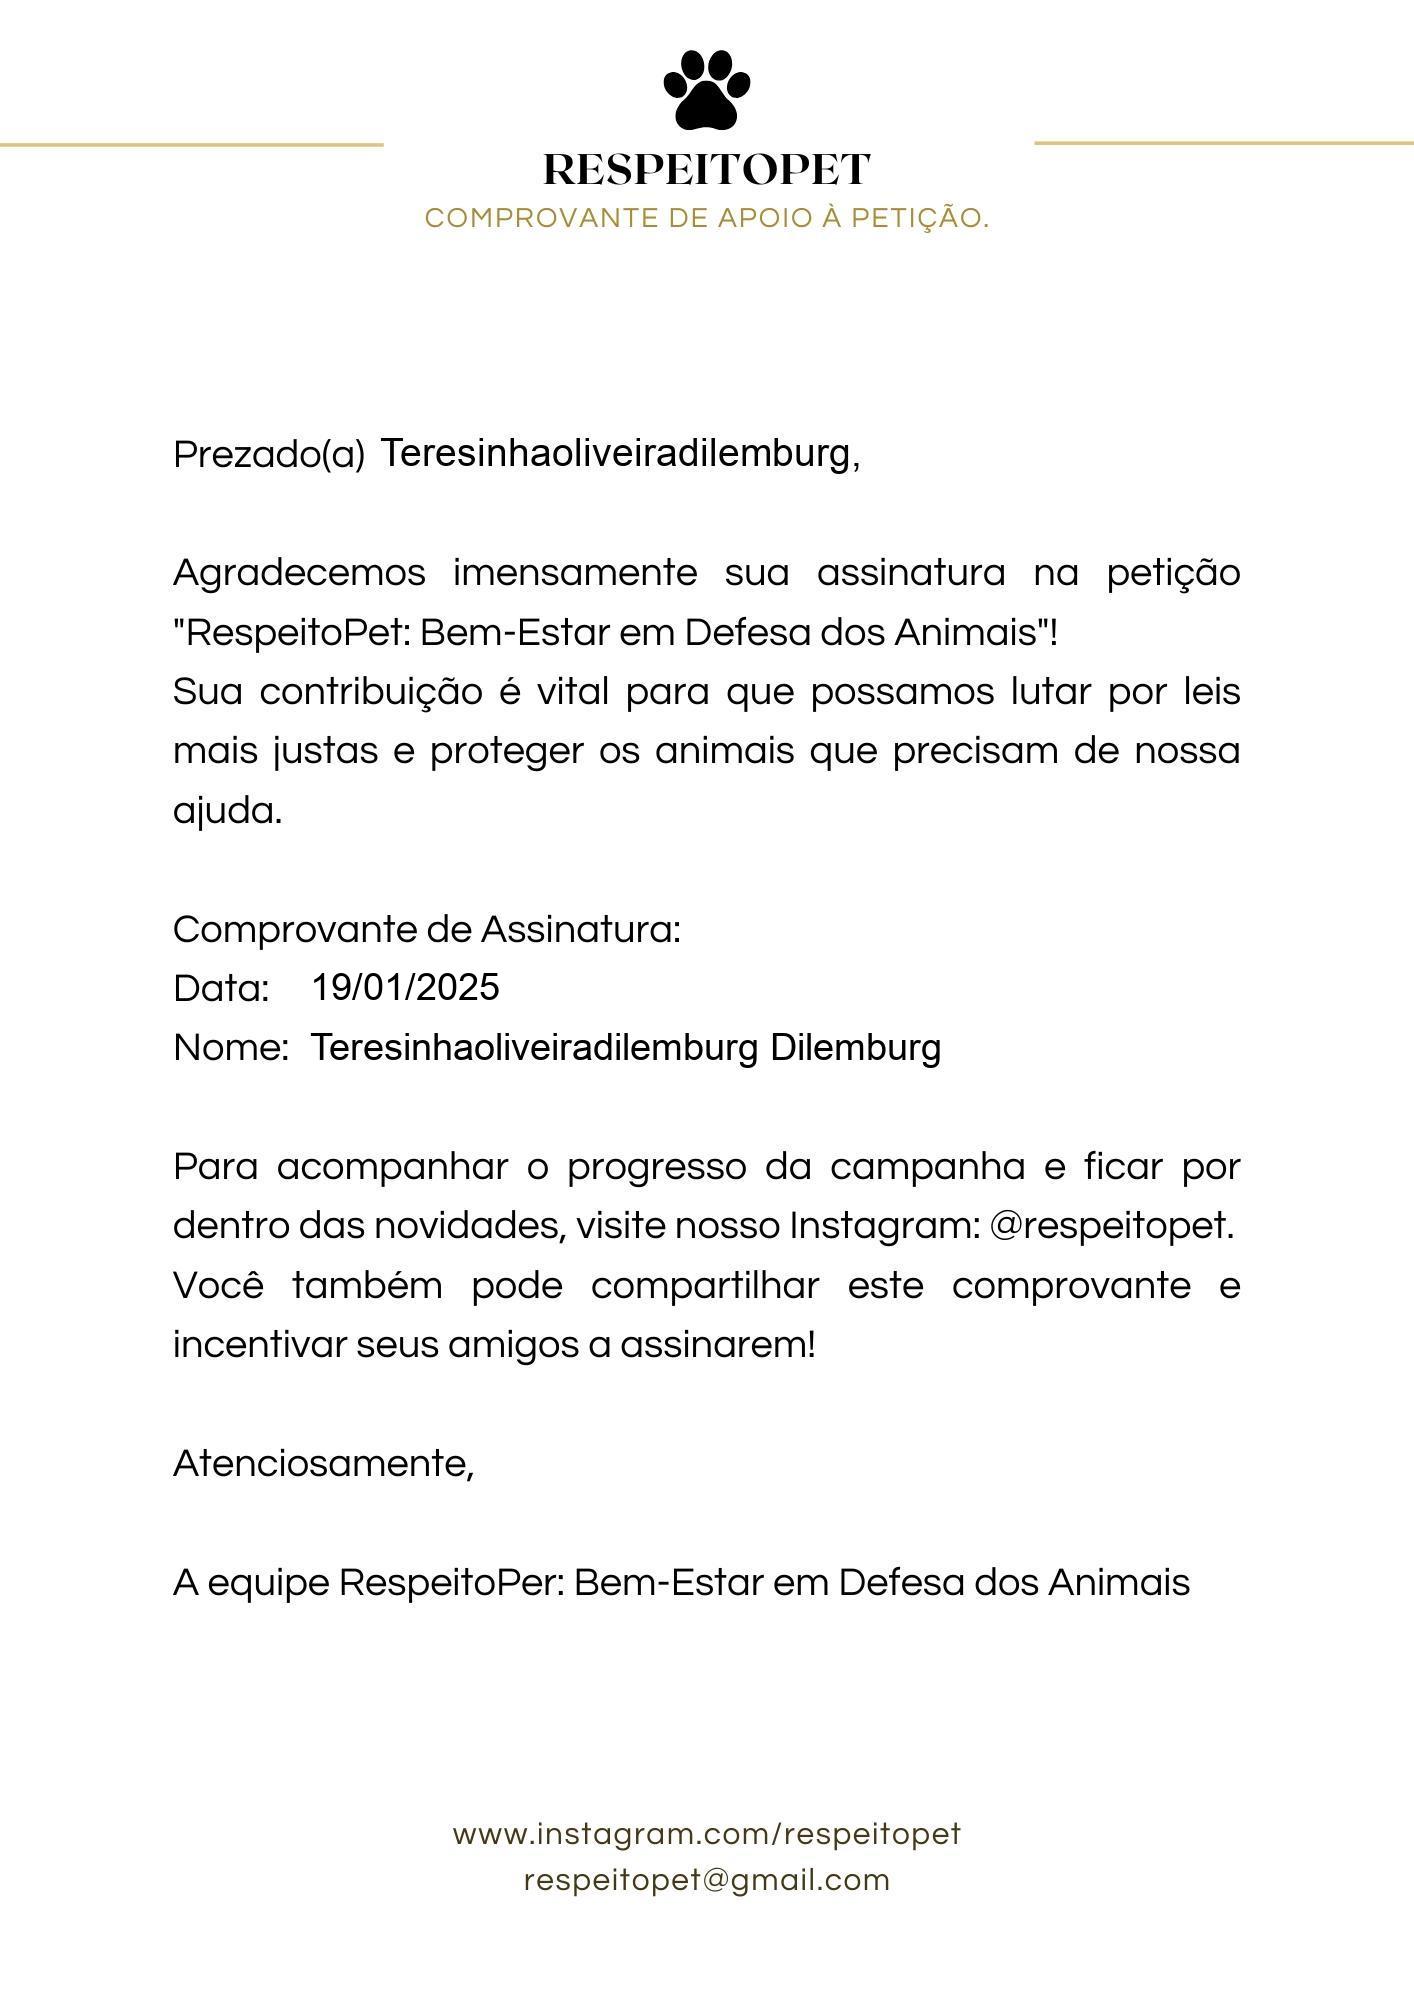 RESPEITOPET
COMPROVANTE DE APOIO À PETIÇÃO.
Prezado(a) Teresinhaoliveiradilemburg,
Agradecemos imensamente sua assinatura na petição
"RespeitoPet: Bem-Estar em Defesa dos Animais"!
Sua contribuição é vital para que possamos lutar por leis
mais justas e proteger os animais que precisam de nossa
ajuda.
Comprovante de Assinatura:
Data: 19/01/2025
Nome: Teresinhaoliveiradilemburg Dilemburg
Para acompanhar o progresso da campanha e ficar por
dentro das novidades, visite nosso Instagram: @respeitopet.
Você também pode compartilhar este comprovante e
incentivar seus amigos a assinarem!
Atenciosamente,
A equipe RespeitoPer: Bem-Estar em Defesa dos Animais
www.instagram.com/respeitopet
respeitopet@gmail.com